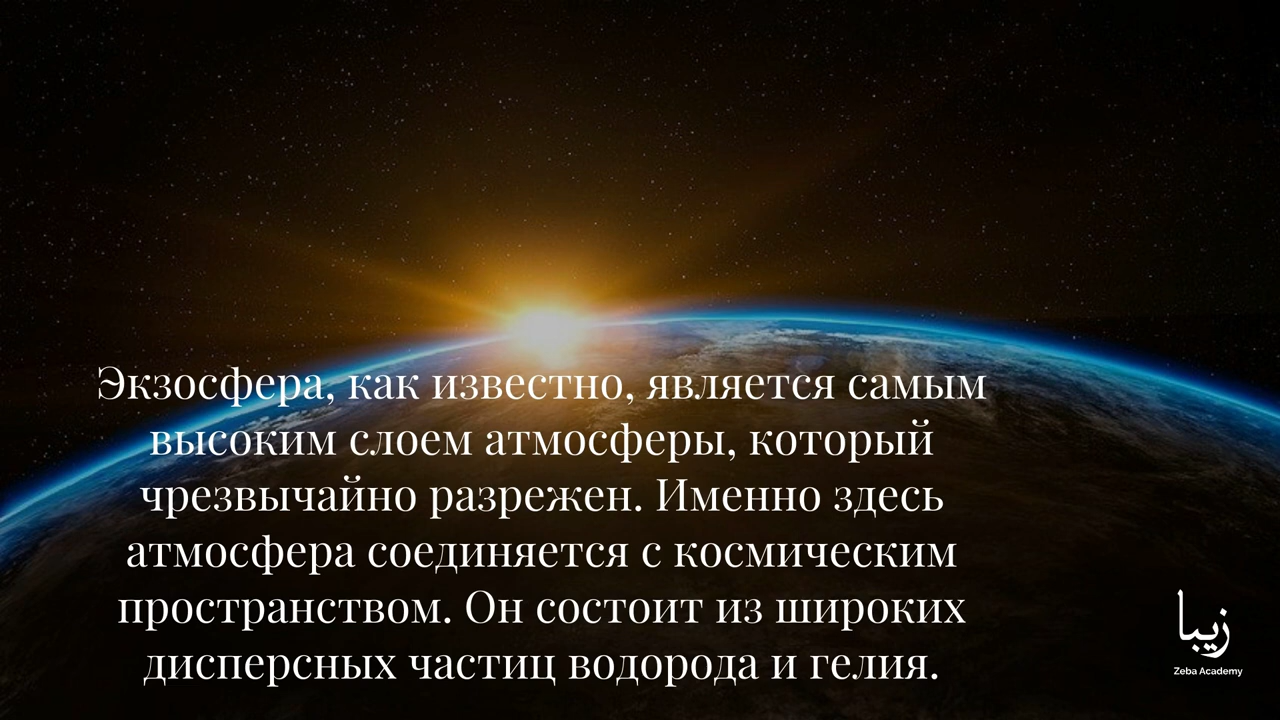 Экзосфера, как известно, является самым
высоким слоем атмосферы, который
чрезвычайно разрежен. Именно здесь
атмосфера соединяется с космическим
пространством. Он состоит из широких
дисперсных частиц водорода и гелия.
زيبا
Zeba Academy